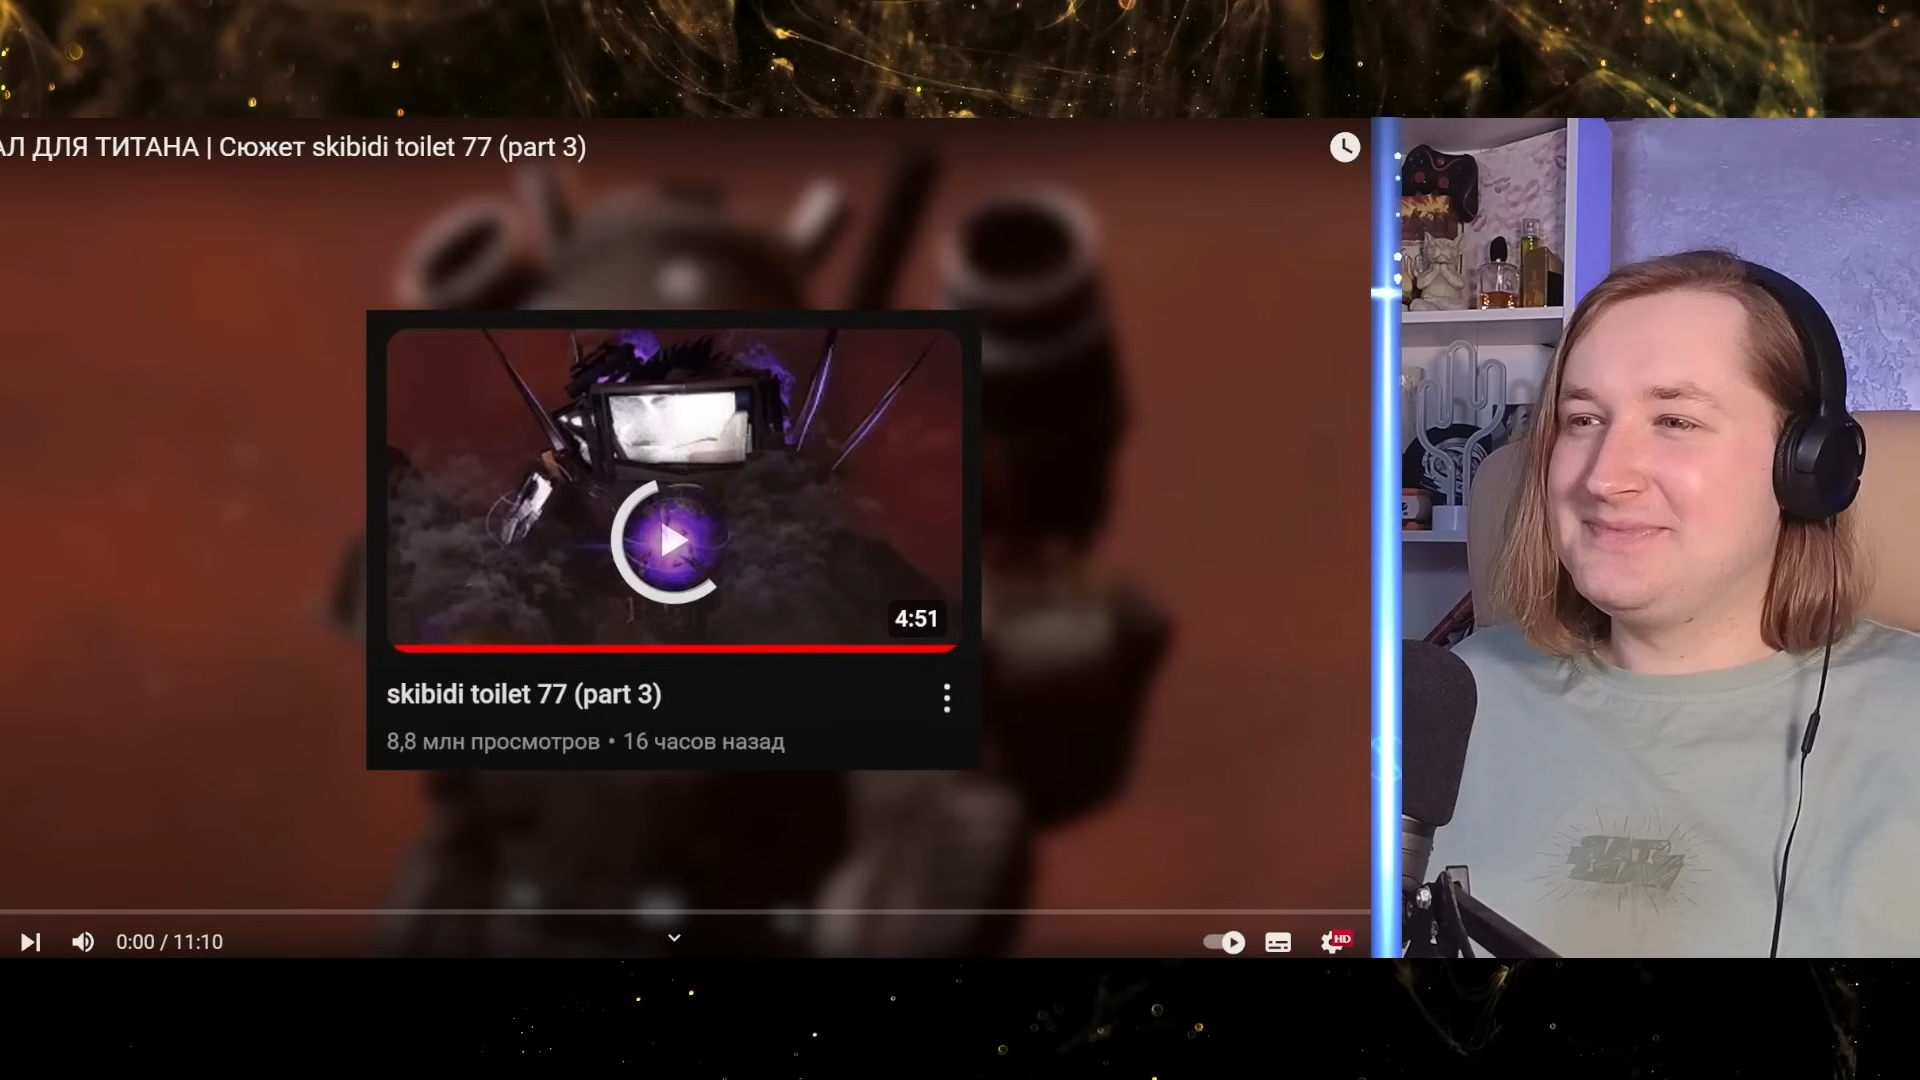 АЛ ДЛЯ ТИТАНА | Сюжет skibidi toilet 77 (part 3)
4:51
skibidi toilet 77 (part 3)
8,8 млн просмотров • 16 часов назад
0:00 / 11:10
HD